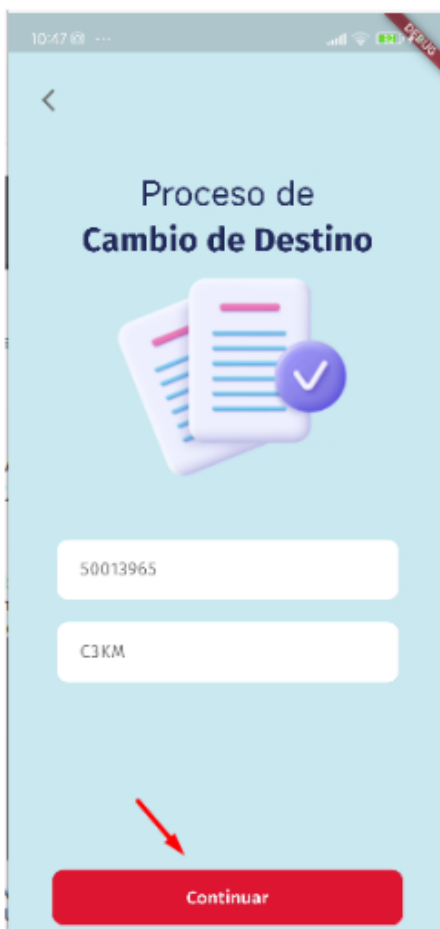 10:47 ...
DEBUG
Proceso de
Cambio de Destino
50013965
C3KM
Continuar